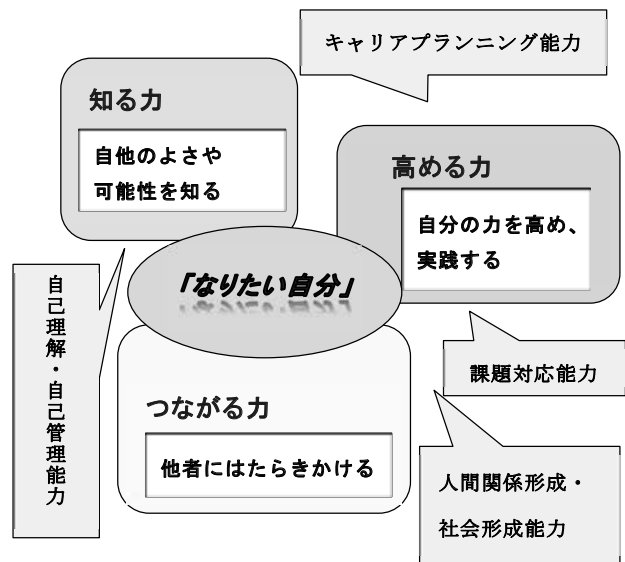 キャリアプランニング能力
知る力
自他のよさや
可能性を知る
高める力
自分の力を高め、
実践する
「なりたい自分」
自己理解・自己管理能力
課題対応能力
つながる力
他者にはたらきかける
人間関係形成・
社会形成能力